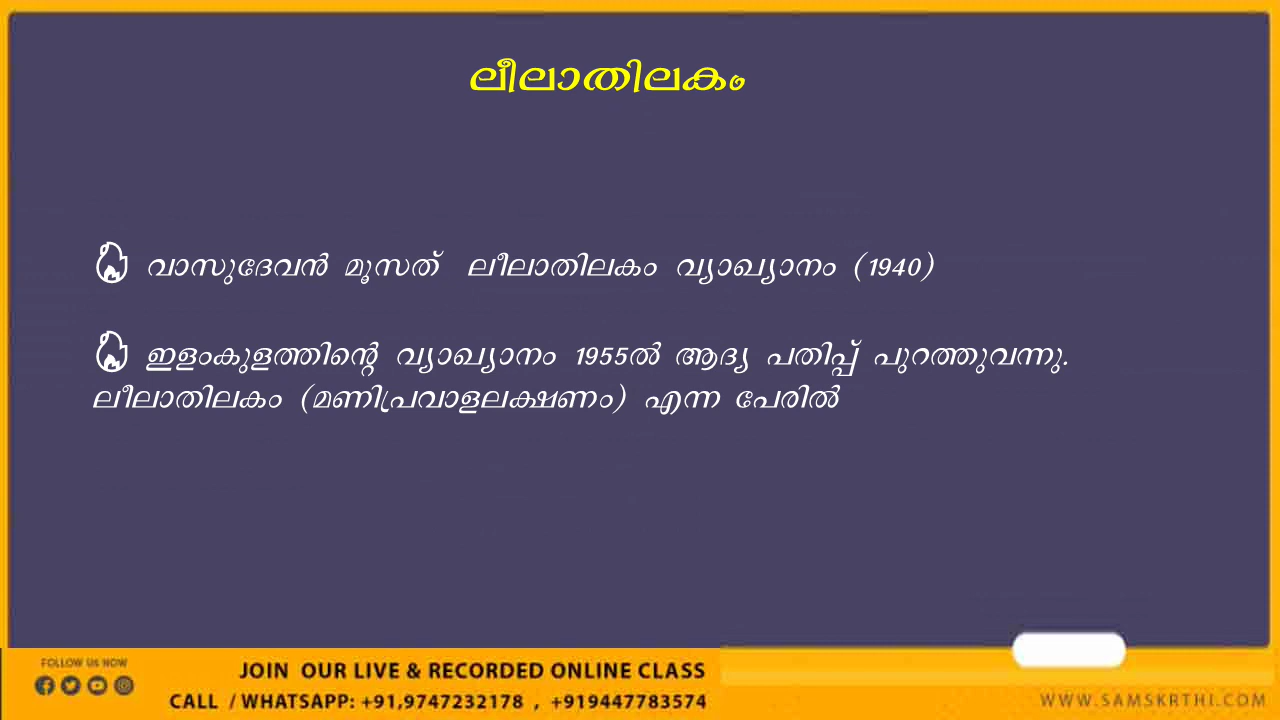 ലീലാതിലകം
വാസുദേവൻ മൂസത് ലീലാതിലകം വ്യാഖ്യാനം (1940)
ഇളംകുളത്തിന്റെ വ്യാഖ്യാനം 1955ൽ ആദ്യ പതിപ്പ് പുറത്തുവന്നു.
ലീലാതിലകം (മണിപ്രവാളലക്ഷണം) എന്ന പേരിൽ
FOLLOW US NOW
JOIN OUR LIVE & RECORDED ONLINE CLASS
CALL / WHATSAPP: +91,9747232178 , +919447783574
WWW.SAMSKRTHI.COM